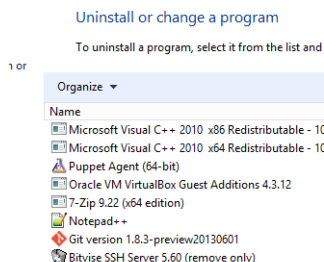 Uninstall or change a program
To uninstall a program, select it from the list and
n or
Organize
Name
Microsoft Visual C++ 2010 x86 Redistributable - 10
Microsoft Visual C++ 2010 x64 Redistributable - 10
Puppet Agent (64-bit)
Oracle VM VirtualBox Guest Additions 4.3.12
7-Zip 9.22 (x64 edition)
Notepad++
Git version 1.8.3-preview20130601
Bitvise SSH Server 5.60 (remove only)